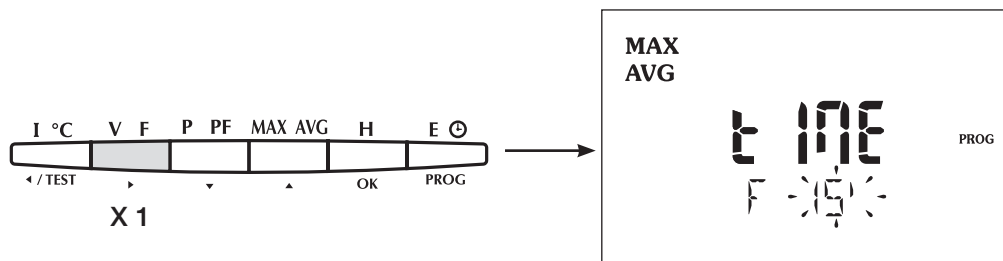 I °C V F P PF MAX AVG H E
/ TEST OK PROG
X 1
MAX
AVG
tIME
PROG
F 15